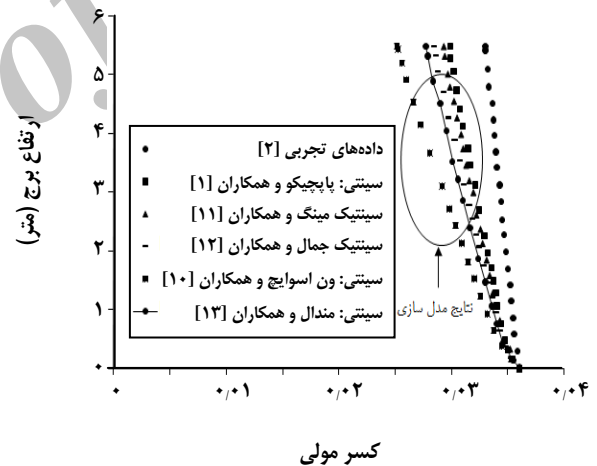 ۶
۵
۴
۳
۲
۱
۰
ارتفاع برج (متر)
داده‌های تجربی [۲]
سینتی: پاپچیکو و همکاران [۱]
سینتیک مینگ و همکاران [۱۱]
سینتیک جمال و همکاران [۱۲]
سینتی: ون اسوایچ و همکاران [۱۰]
سینتی: مندال و همکاران [۱۳]
نتایج مدل سازی
۰ ۰٫۰۱ ۰٫۰۲ ۰٫۰۳ ۰٫۰۴
کسر مولی